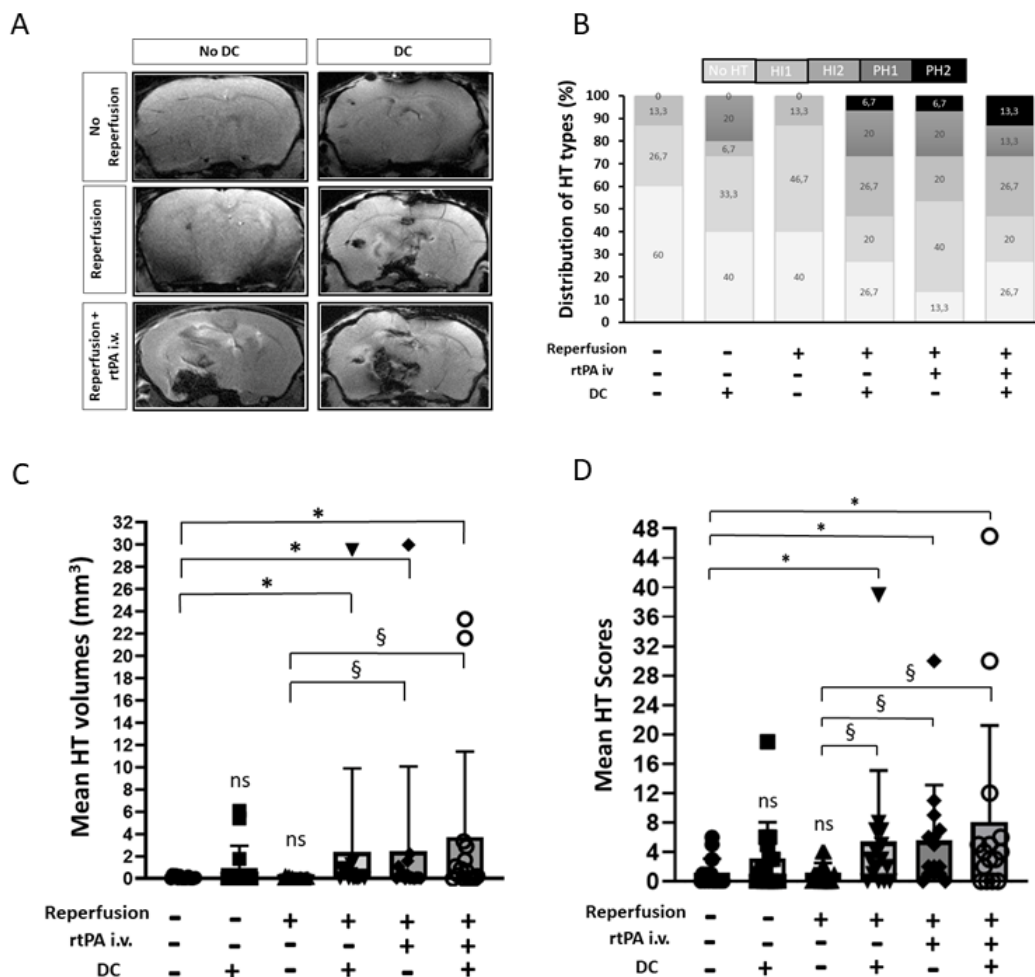 A
No DC
DC
No
Reperfusion
Reperfusion
Reperfusion +
rtPA i.v.
B
No HT HI1 HI2 PH1 PH2
Distribution of HT types (%)
100
90
80
70
60
50
40
30
20
10
0
0 0 0 6,7 6,7 13,3
13,3 20 13,3 20 20 13,3
26,7 6,7 46,7 26,7 20 26,7
60 33,3 40 20 40 20
40 26,7 13,3 26,7
Reperfusion - - + + + +
rtPA iv - - - - + +
DC - + - + - +
C
Mean HT volumes (mm³)
32
30
28
26
24
22
20
18
16
14
12
10
8
6
4
2
0
*
*
*
§
§
ns
ns
Reperfusion - - + + + +
rtPA i.v. - - - - + +
DC - + - + - +
D
Mean HT Scores
48
44
40
36
32
28
24
20
16
12
8
4
0
*
*
*
§
§
§
ns
ns
Reperfusion - - + + + +
rtPA i.v. - - - - + +
DC - + - + - +